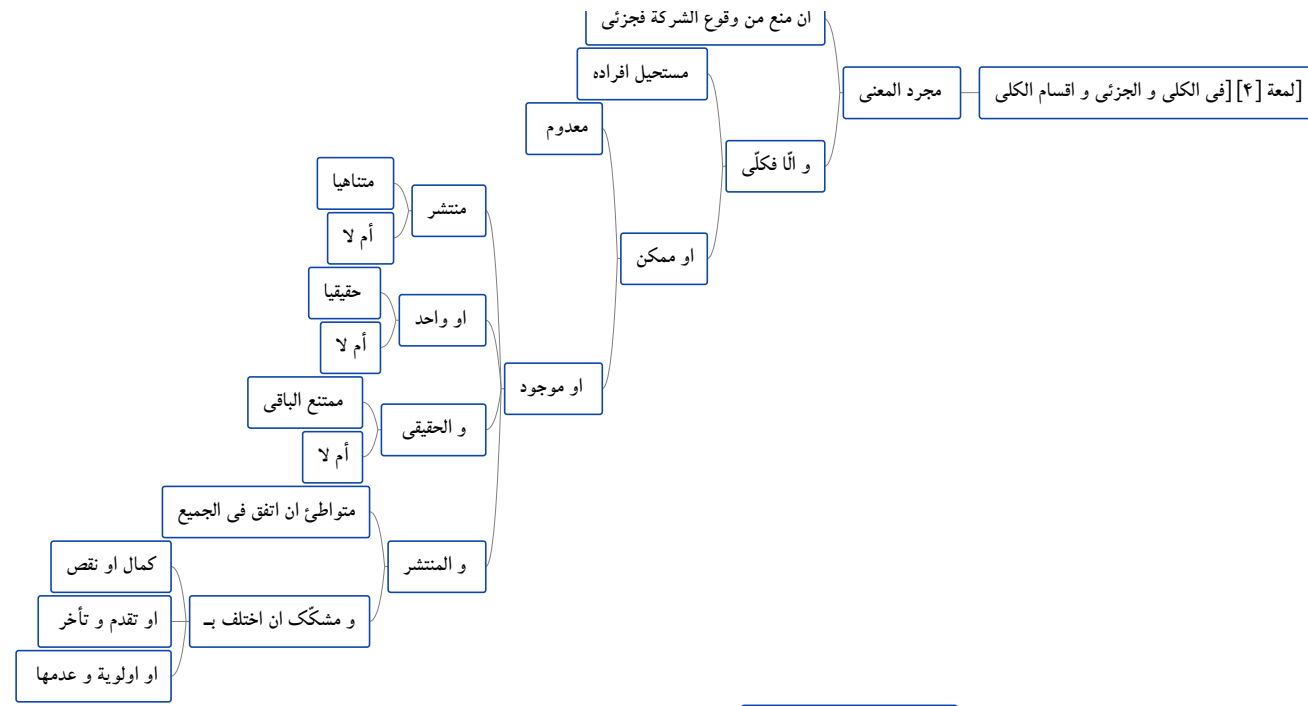 [لمعة [۴] [فی الکلی و الجزئی و اقسام الکلی
مجرد المعنی
ان منع من وقوع الشرکة فجزئی
و الّا فکلّی
مستحیل افراده
او ممکن
معدوم
او موجود
منتشر
متناهیا
أم لا
او واحد
حقیقیا
أم لا
و الحقیقی
ممتنع الباقی
أم لا
و المنتشر
متواطئ ان اتفق فی الجمیع
و مشکّک ان اختلف بـ
کمال او نقص
او تقدم و تأخر
او اولویة و عدمها